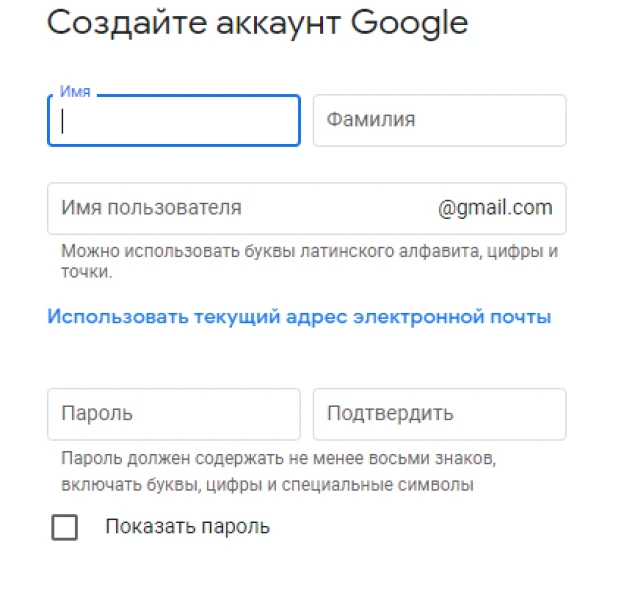 Создайте аккаунт Google
Имя
Фамилия
Имя пользователя @gmail.com
Можно использовать буквы латинского алфавита, цифры и
точки.
Использовать текущий адрес электронной почты
Пароль
Подтвердить
Пароль должен содержать не менее восьми знаков,
включать буквы, цифры и специальные символы
Показать пароль